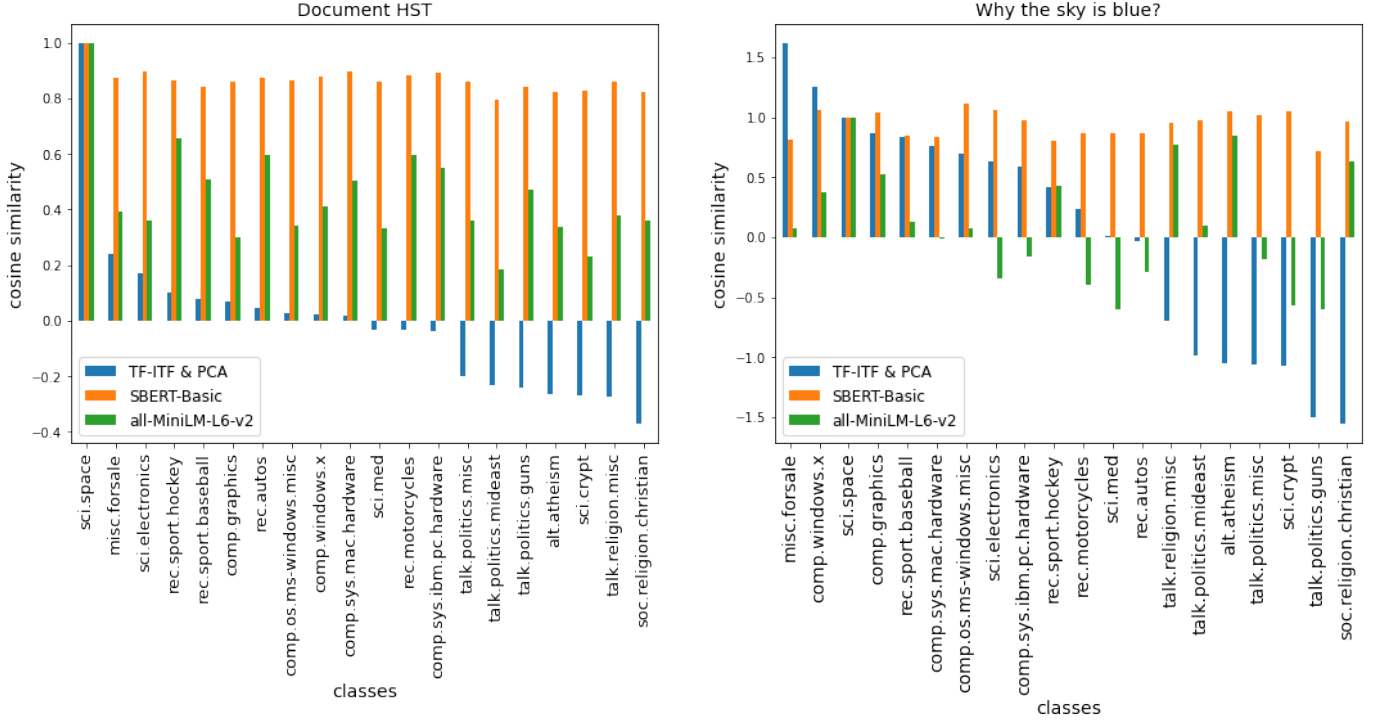 Document HST
cosine similarity
1.0
0.8
0.6
0.4
0.2
0.0
−0.2
−0.4
TF-ITF & PCA
SBERT-Basic
all-MiniLM-L6-v2
sci.space
misc.forsale
sci.electronics
rec.sport.hockey
rec.sport.baseball
comp.graphics
rec.autos
comp.os.ms-windows.misc
comp.windows.x
comp.sys.mac.hardware
sci.med
rec.motorcycles
comp.sys.ibm.pc.hardware
talk.politics.misc
talk.politics.mideast
talk.politics.guns
alt.atheism
sci.crypt
talk.religion.misc
soc.religion.christian
classes
Why the sky is blue?
cosine similarity
1.5
1.0
0.5
0.0
−0.5
−1.0
−1.5
TF-ITF & PCA
SBERT-Basic
all-MiniLM-L6-v2
misc.forsale
comp.windows.x
sci.space
comp.graphics
rec.sport.baseball
comp.sys.mac.hardware
comp.os.ms-windows.misc
sci.electronics
comp.sys.ibm.pc.hardware
rec.sport.hockey
rec.motorcycles
sci.med
rec.autos
talk.religion.misc
talk.politics.mideast
alt.atheism
talk.politics.misc
sci.crypt
talk.politics.guns
soc.religion.christian
classes